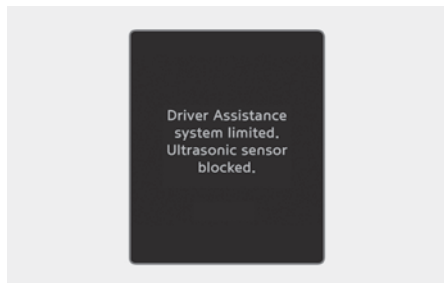 Driver Assistance
system limited.
Ultrasonic sensor
blocked.